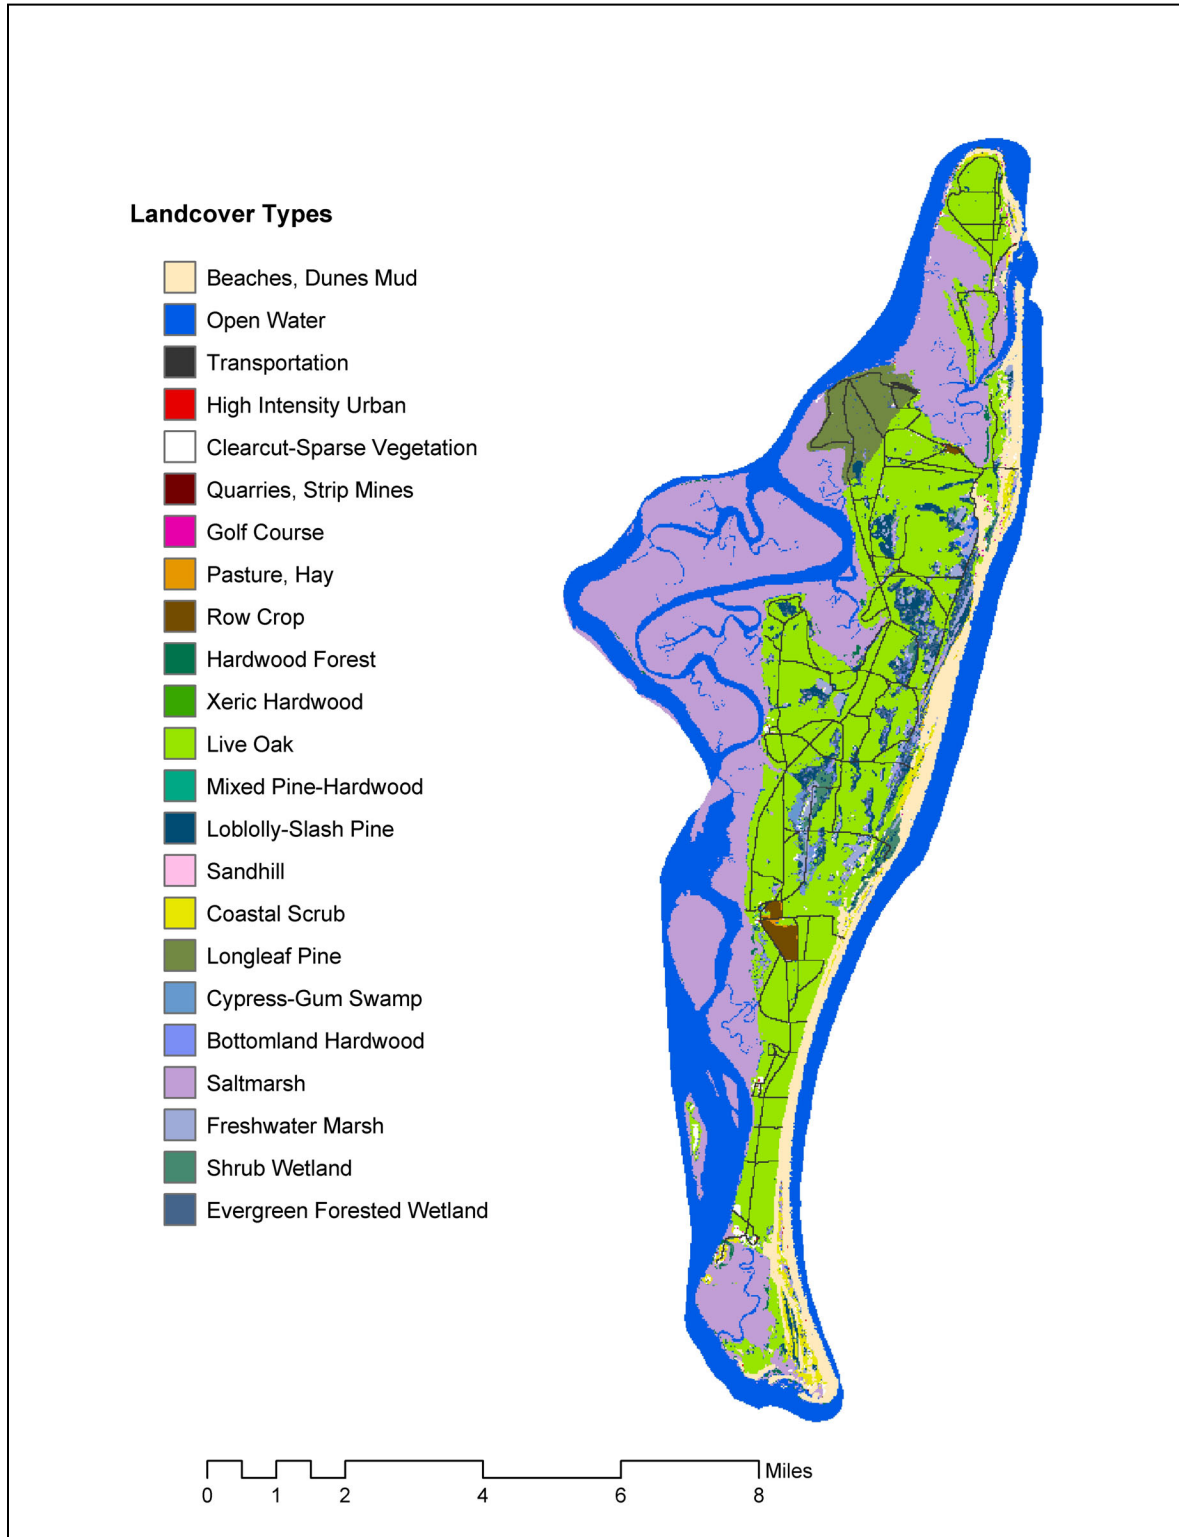 Landcover Types
Beaches, Dunes Mud
Open Water
Transportation
High Intensity Urban
Clearcut-Sparse Vegetation
Quarries, Strip Mines
Golf Course
Pasture, Hay
Row Crop
Hardwood Forest
Xeric Hardwood
Live Oak
Mixed Pine-Hardwood
Loblolly-Slash Pine
Sandhill
Coastal Scrub
Longleaf Pine
Cypress-Gum Swamp
Bottomland Hardwood
Saltmarsh
Freshwater Marsh
Shrub Wetland
Evergreen Forested Wetland
Miles
0 1 2 4 6 8